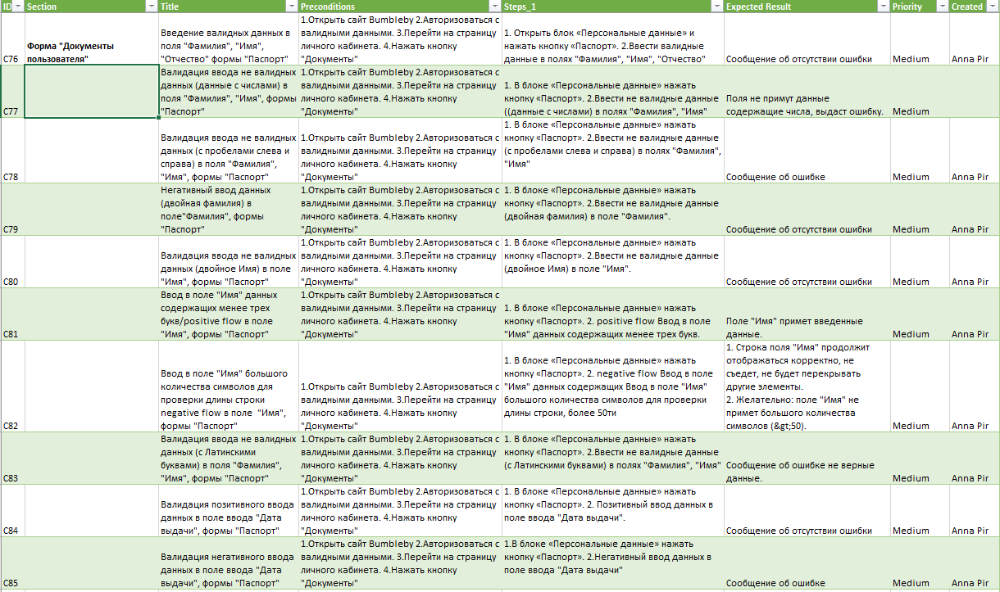 ID Section Title Preconditions Steps_1 Expected Result Priority Created
C76
Форма "Документы
пользователя"
Введение валидных данных в
поля "Фамилия", "Имя",
"Отчество" формы "Паспорт"
1.Открыть сайт Bumbleby 2.Авторизоваться с
валидными данными. 3.Перейти на страницу
личного кабинета. 4.Нажать кнопку
"Документы"
1. Открыть блок «Персональные данные» и
нажать кнопку «Паспорт». 2.Ввести валидные
данные в полях "Фамилия", "Имя", "Отчество"
Сообщение об отсутствии ошибки
Medium
Anna Pir
C77
Валидация ввода не валидных
данных (данные с числами) в
поля "Фамилия", "Имя", формы
"Паспорт"
1.Открыть сайт Bumbleby 2.Авторизоваться с
валидными данными. 3.Перейти на страницу
личного кабинета. 4.Нажать кнопку
"Документы"
1. В блоке «Персональные данные» нажать
кнопку «Паспорт». 2.Ввести не валидные данные
((данные с числами) в полях "Фамилия", "Имя"
Поля не примут данные
содержащие числа, выдаст ошибку.
Medium
C78
Валидация ввода не валидных
данных (с пробелами слева и
справа) в поля "Фамилия",
"Имя", формы "Паспорт"
1.Открыть сайт Bumbleby 2.Авторизоваться с
валидными данными. 3.Перейти на страницу
личного кабинета. 4.Нажать кнопку
"Документы"
1. В блоке «Персональные данные» нажать
кнопку «Паспорт». 2.Ввести не валидные данные
(с пробелами слева и справа) в полях "Фамилия",
"Имя"
Сообщение об ошибке
Medium
Anna Pir
C79
Негативный ввод данных
(двойная фамилия) в
поле"Фамилия", формы
"Паспорт"
1.Открыть сайт Bumbleby 2.Авторизоваться с
валидными данными. 3.Перейти на страницу
личного кабинета. 4.Нажать кнопку
"Документы"
1. В блоке «Персональные данные» нажать
кнопку «Паспорт». 2.Ввести не валидные данные
(двойная фамилия) в поле "Фамилия".
Сообщение об отсутствии ошибки
Medium
Anna Pir
C80
Валидация ввода не валидных
данных (двойное Имя) в поле
"Имя", формы "Паспорт"
1.Открыть сайт Bumbleby 2.Авторизоваться с
валидными данными. 3.Перейти на страницу
личного кабинета. 4.Нажать кнопку
"Документы"
1. В блоке «Персональные данные» нажать
кнопку «Паспорт». 2.Ввести не валидные данные
(двойное Имя) в поле "Имя".
Сообщение об отсутствии ошибки
Medium
Anna Pir
C81
Ввод в поле "Имя" данных
содержащих менее трех
букв/positive flow в поле
"Имя", формы "Паспорт"
1.Открыть сайт Bumbleby 2.Авторизоваться с
валидными данными. 3.Перейти на страницу
личного кабинета. 4.Нажать кнопку
"Документы"
1. В блоке «Персональные данные» нажать
кнопку «Паспорт». 2. positive flow Ввод в поле
"Имя" данных содержащих менее трех букв.
Поле "Имя" примет введенные
данные.
Medium
Anna Pir
C82
Ввод в поле "Имя" большого
количества символов для
проверки длины строки
negative flow в поле "Имя",
формы "Паспорт"
1.Открыть сайт Bumbleby 2.Авторизоваться с
валидными данными. 3.Перейти на страницу
личного кабинета. 4.Нажать кнопку
"Документы"
1. В блоке «Персональные данные» нажать
кнопку «Паспорт». 2. negative flow Ввод в поле
"Имя" данных содержащих Ввод в поле "Имя"
большого количества символов для проверки
длины строки, более 50ти
1. Строка поля "Имя" продолжит
отображаться корректно, не
съедет, не будет перекрывать
другие элементы.
2. Желательно: поле "Имя" не
примет большого количества
символов (&gt;50).
Medium
Anna Pir
C83
Валидация ввода не валидных
данных (с Латинскими
буквами) в поля "Фамилия",
"Имя", формы "Паспорт"
1.Открыть сайт Bumbleby 2.Авторизоваться с
валидными данными. 3.Перейти на страницу
личного кабинета. 4.Нажать кнопку
"Документы"
1. В блоке «Персональные данные» нажать
кнопку «Паспорт». 2.Ввести не валидные данные
(с Латинскими буквами) в полях "Фамилия", "Имя"
Сообщение об ошибке не верные
данные.
Medium
Anna Pir
C84
Валидация позитивного ввода
данных в поле ввода "Дата
выдачи", формы "Паспорт"
1.Открыть сайт Bumbleby 2.Авторизоваться с
валидными данными. 3.Перейти на страницу
личного кабинета. 4.Нажать кнопку
"Документы"
1. В блоке «Персональные данные» нажать
кнопку «Паспорт». 2. Позитивный ввод данных в
поле ввода "Дата выдачи".
Сообщение об отсутствии ошибки
Medium
Anna Pir
C85
Валидация негативного ввода
данных в поле ввода "Дата
выдачи", формы "Паспорт"
1.Открыть сайт Bumbleby 2.Авторизоваться с
валидными данными. 3.Перейти на страницу
личного кабинета. 4.Нажать кнопку
"Документы"
1.В блоке «Персональные данные» нажать
кнопку «Паспорт». 2.Негативный ввод данных в
поле ввода "Дата выдачи"
Сообщение об ошибке
Medium
Anna Pir